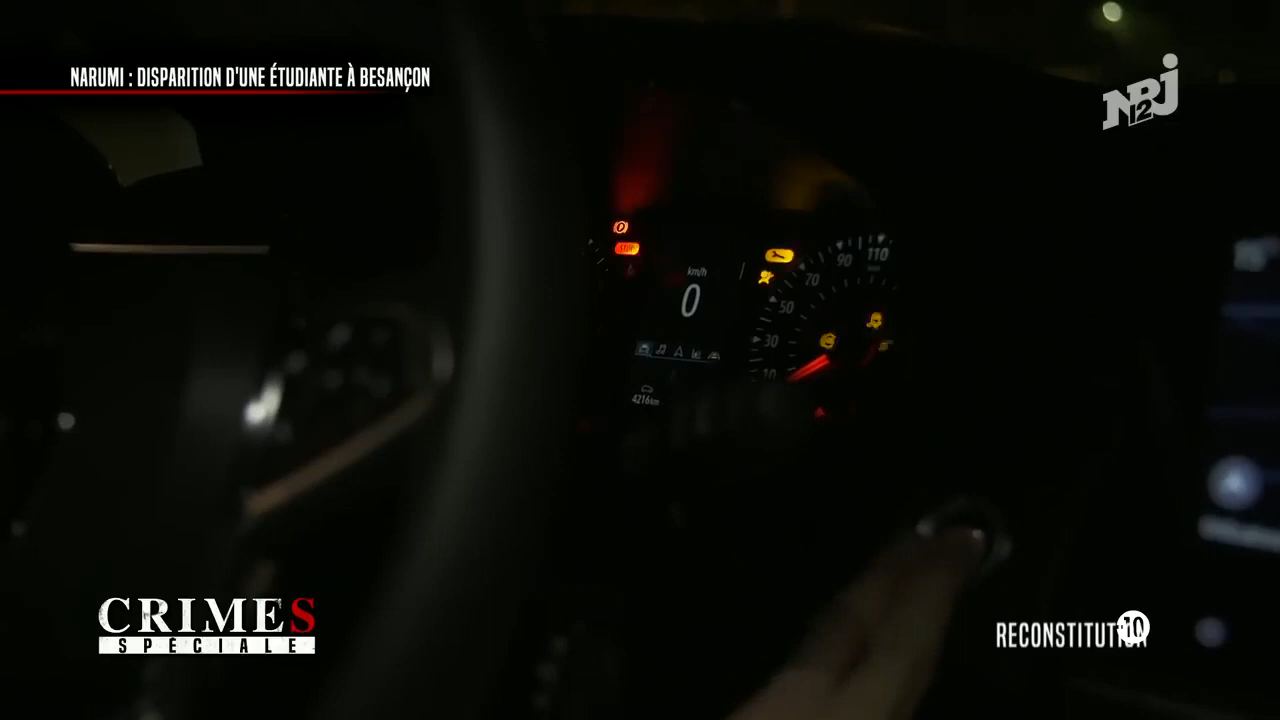 NARUMI : DISPARITION D'UNE ÉTUDIANTE À BESANÇON
NRJ
12
STOP
km/h
0
10
30
50
70
90
110
4216km
CRIMES
SPÉCIALE
RECONSTITUTION
10